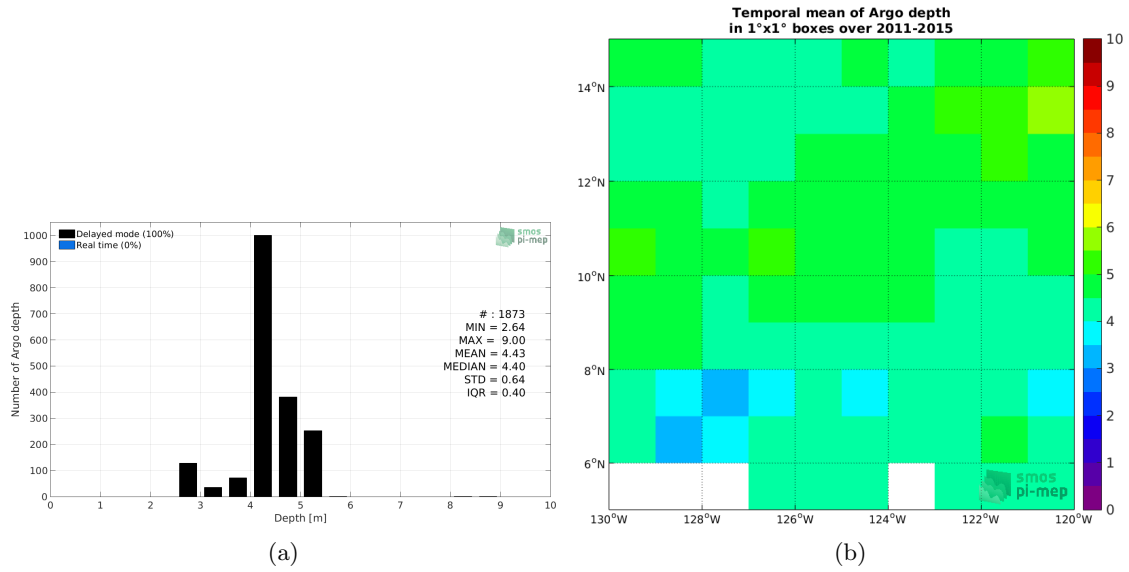 Delayed mode (100%)
Real time (0%)
smos
pi-mep
1000
900
800
700
600
500
400
300
200
100
0
Number of Argo depth
# : 1873
MIN = 2.64
MAX = 9.00
MEAN = 4.43
MEDIAN = 4.40
STD = 0.64
IQR = 0.40
0 1 2 3 4 5 6 7 8 9 10
Depth [m]
(a)
Temporal mean of Argo depth
in 1°x1° boxes over 2011-2015
14°N
12°N
10°N
8°N
6°N
130°W 128°W 126°W 124°W 122°W 120°W
smos
pi-mep
10
9
8
7
6
5
4
3
2
1
0
(b)